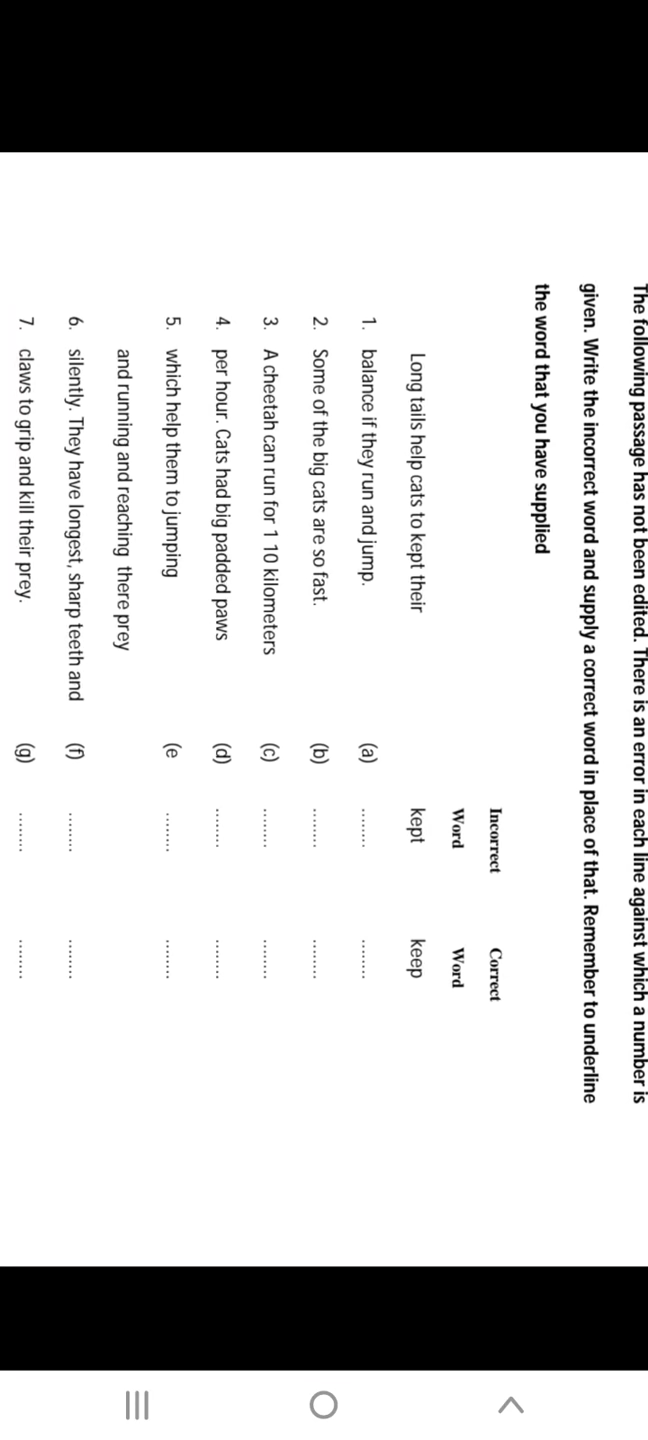 The following passage has not been edited. There is an error in each line against which a number is
given. Write the incorrect word and supply a correct word in place of that. Remember to underline
the word that you have supplied
Incorrect Correct
Word Word
Long tails help cats to kept their kept keep
1. balance if they run and jump. (a) ........ ........
2. Some of the big cats are so fast. (b) ........ ........
3. A cheetah can run for 1 10 kilometers (c) ........ ........
4. per hour. Cats had big padded paws (d) ........ ........
5. which help them to jumping (e ........ ........
and running and reaching there prey
6. silently. They have longest, sharp teeth and (f) ........ ........
7. claws to grip and kill their prey. (g) ........ ........